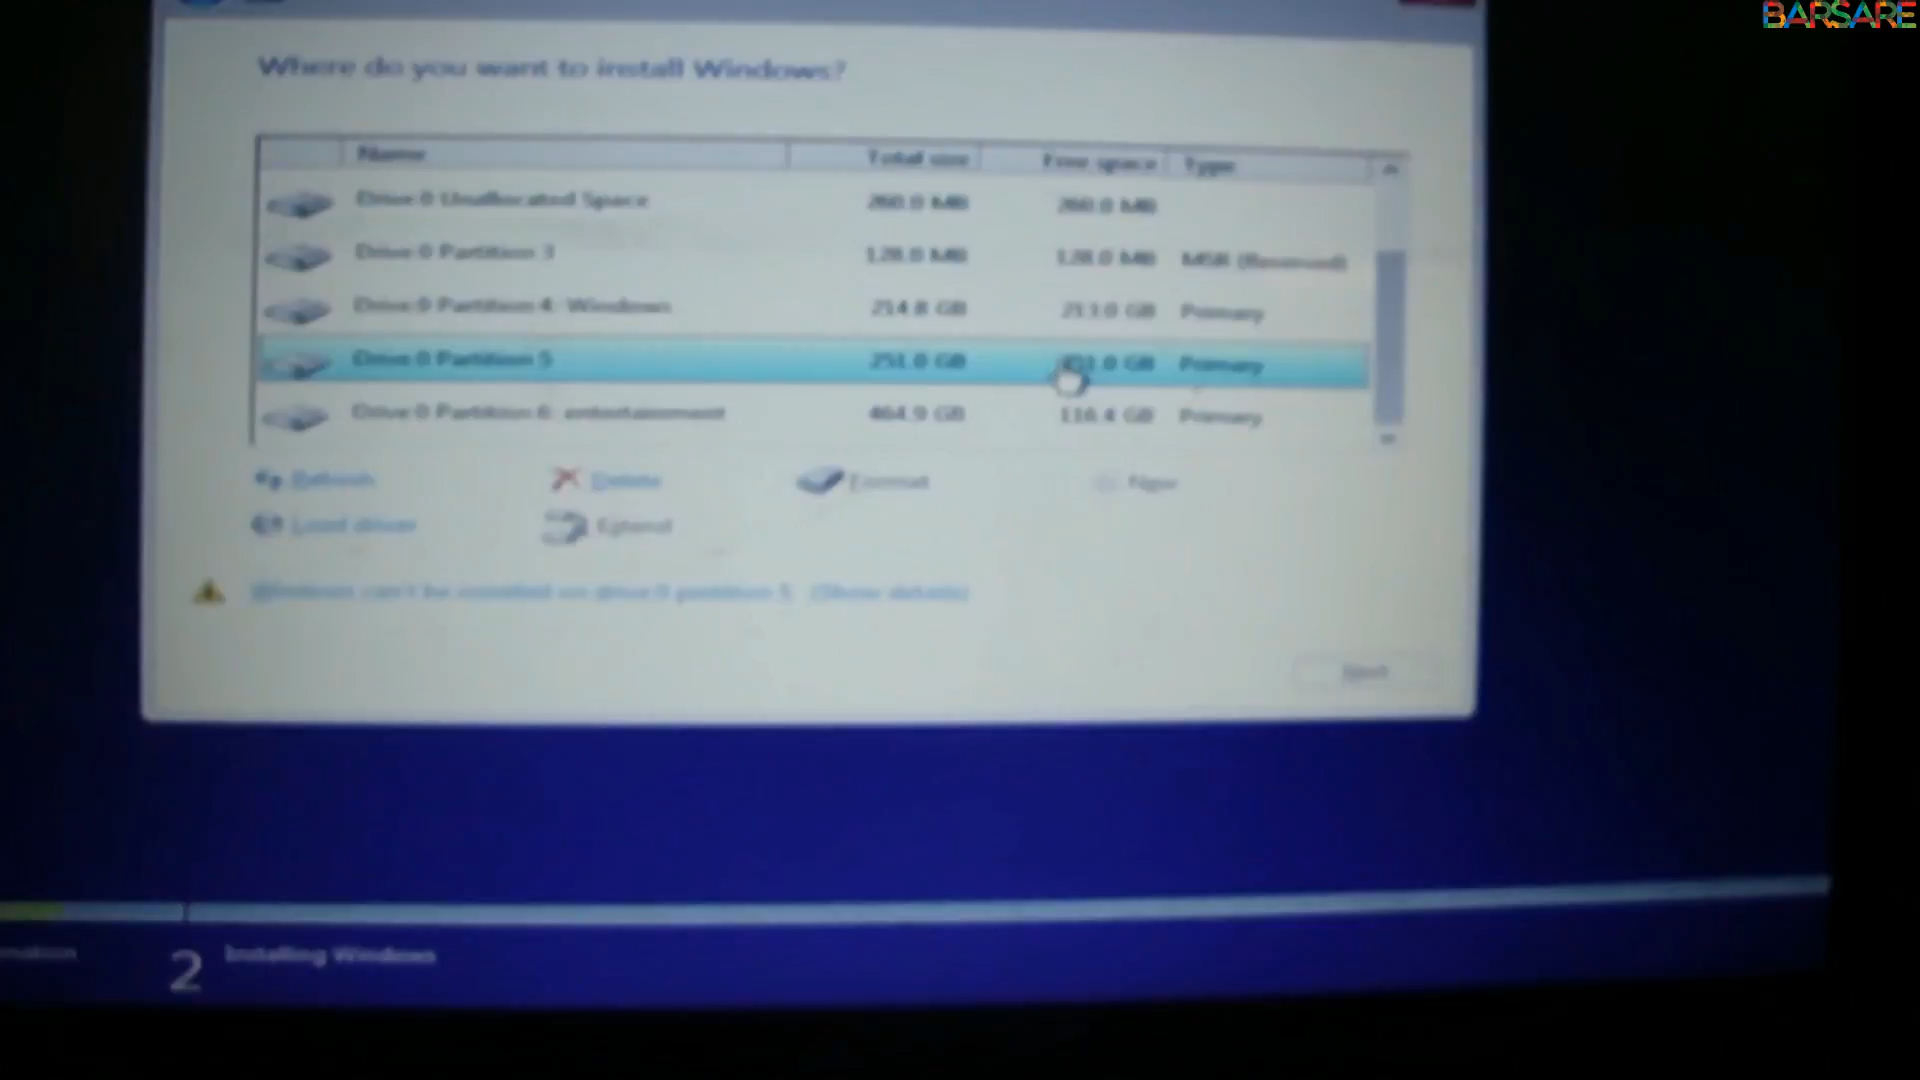 BARSARE
Where do you want to install Windows?
Name Total size Free space Type
Drive 0 Unallocated Space 260.0 MB 260.0 MB
Drive 0 Partition 3 128.0 MB 128.0 MB MSR (Reserved)
Drive 0 Partition 4: Windows 214.8 GB 213.0 GB Primary
Drive 0 Partition 5 251.0 GB GB Primary
Drive 0 Partition 6: entertainment 464.9 GB 116.4 GB Primary
Refresh Delete Format New
Load driver Extend
Windows can't be installed on drive 0 partition 5. (Show details)
Next
2 Installing Windows